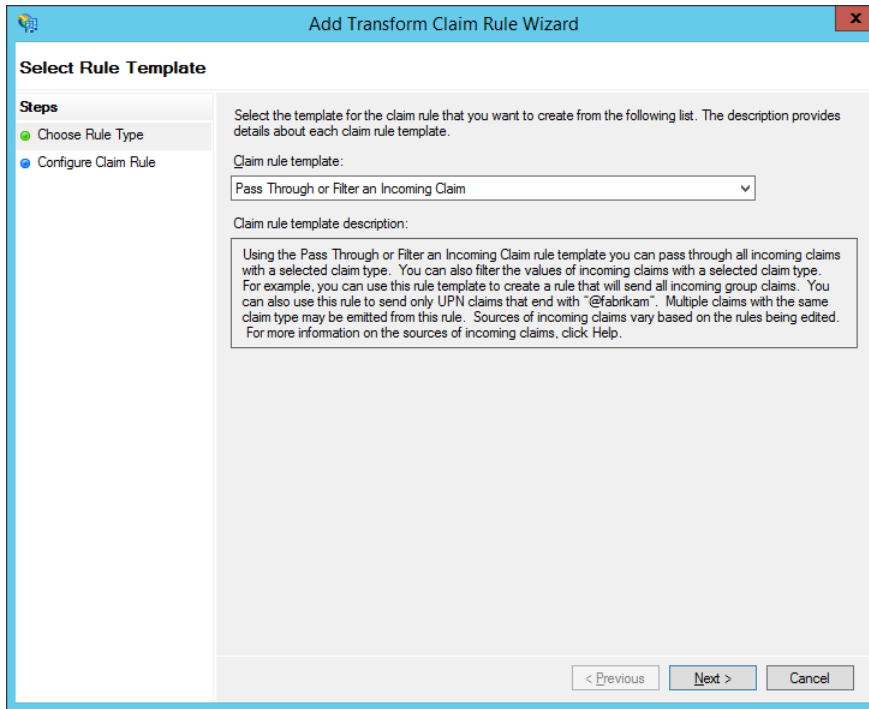 Add Transform Claim Rule Wizard
x
Select Rule Template
Steps
Choose Rule Type
Configure Claim Rule
Select the template for the claim rule that you want to create from the following list. The description provides
details about each claim rule template.
Claim rule template:
Pass Through or Filter an Incoming Claim
Claim rule template description:
Using the Pass Through or Filter an Incoming Claim rule template you can pass through all incoming claims
with a selected claim type. You can also filter the values of incoming claims with a selected claim type.
For example, you can use this rule template to create a rule that will send all incoming group claims. You
can also use this rule to send only UPN claims that end with "@fabrikam". Multiple claims with the same
claim type may be emitted from this rule. Sources of incoming claims vary based on the rules being edited.
For more information on the sources of incoming claims, click Help.
< Previous
Next >
Cancel